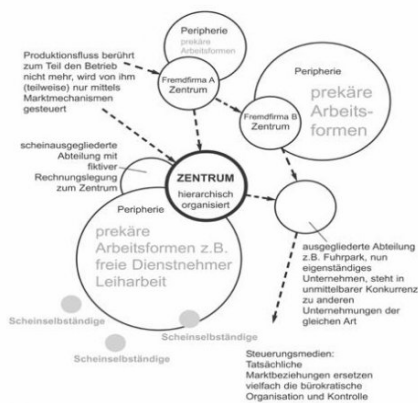 Peripherie
prekäre
Arbeitsformen
Produktionsfluss berührt
zum Teil den Betrieb
nicht mehr, wird von ihm
(teilweise) nur mittels
Marktmechanismen
gesteuert
Fremdfirma A
Zentrum
Peripherie
prekäre
Arbeits-
formen
Fremdfirma B
Zentrum
scheinausgegliederte
Abteilung mit
fiktiver
Rechnungslegung
zum Zentrum
ZENTRUM
hierarchisch
organisiert
Peripherie
prekäre
Arbeitsformen z.B.
freie Dienstnehmer
Leiharbeit
ausgegliederte Abteilung
z.B. Fuhrpark, nun
eigenständiges
Unternehmen, steht in
unmittelbarer Konkurrenz
zu anderen
Unternehmungen der
gleichen Art
Scheinselbständige
Scheinselbständige
Scheinselbständige
Steuerungsmedien:
Tatsächliche
Marktbeziehungen ersetzen
vielfach die bürokratische
Organisation und Kontrolle